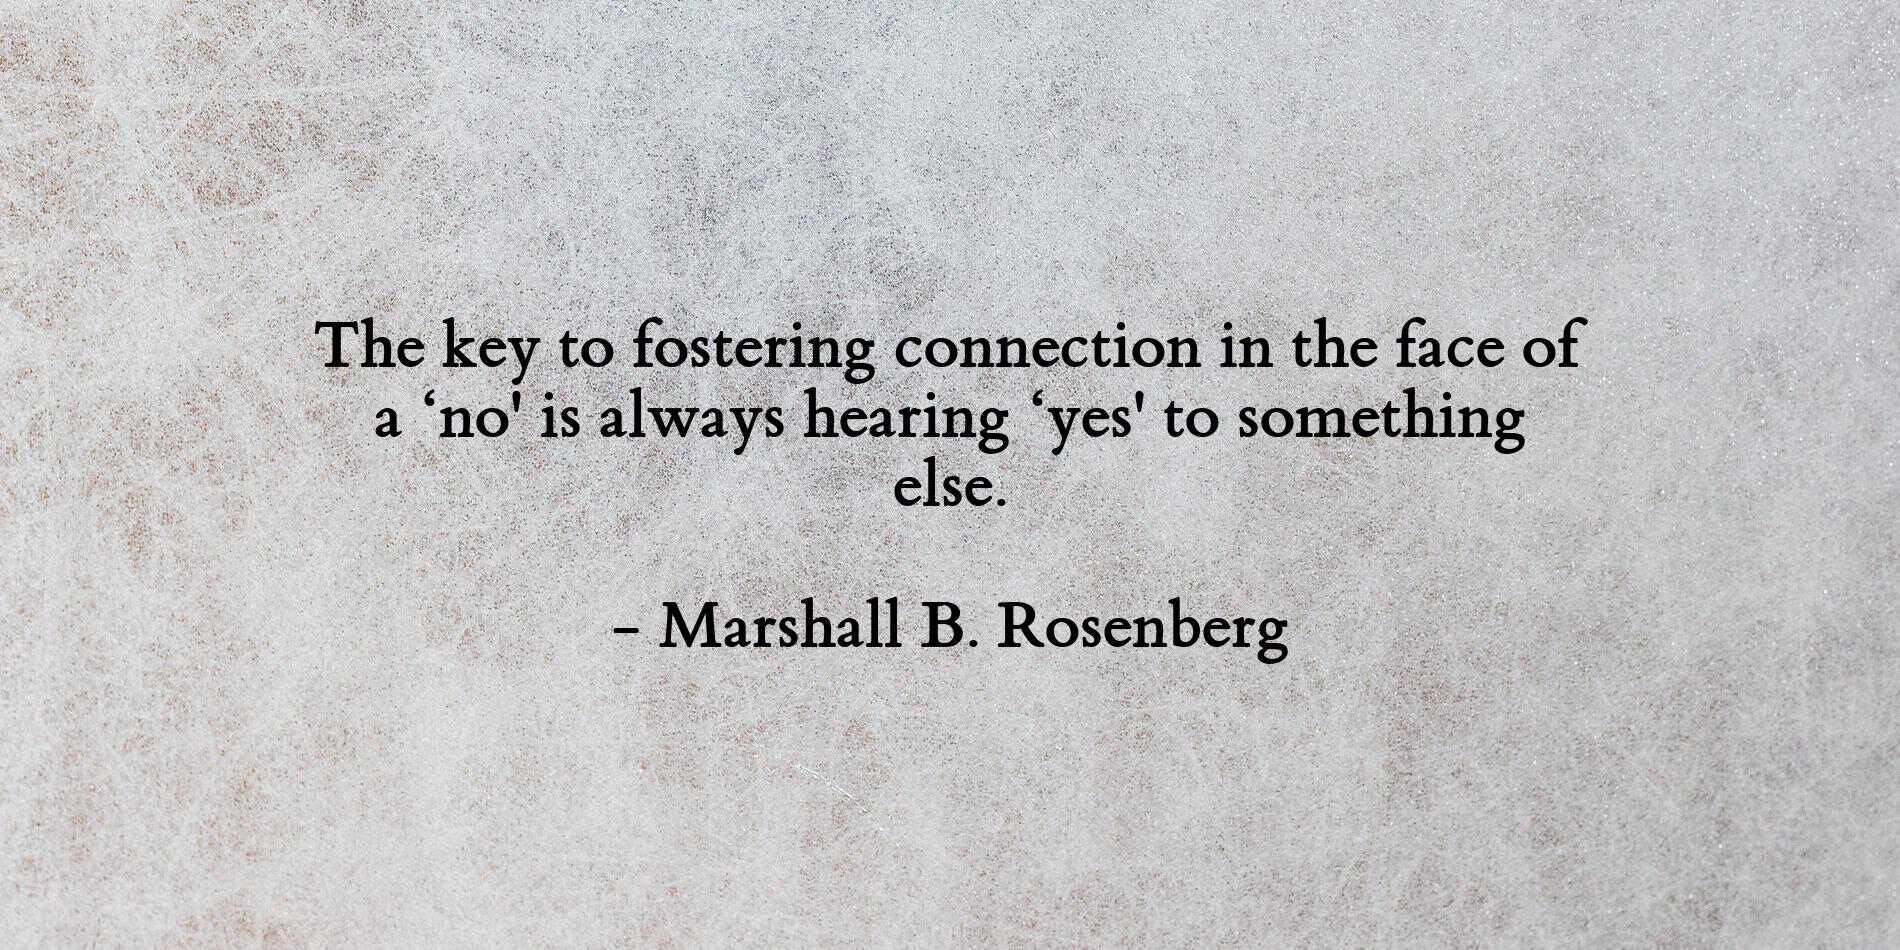 The key to fostering connection in the face of
a ‘no' is always hearing ‘yes' to something
else.
- Marshall B. Rosenberg